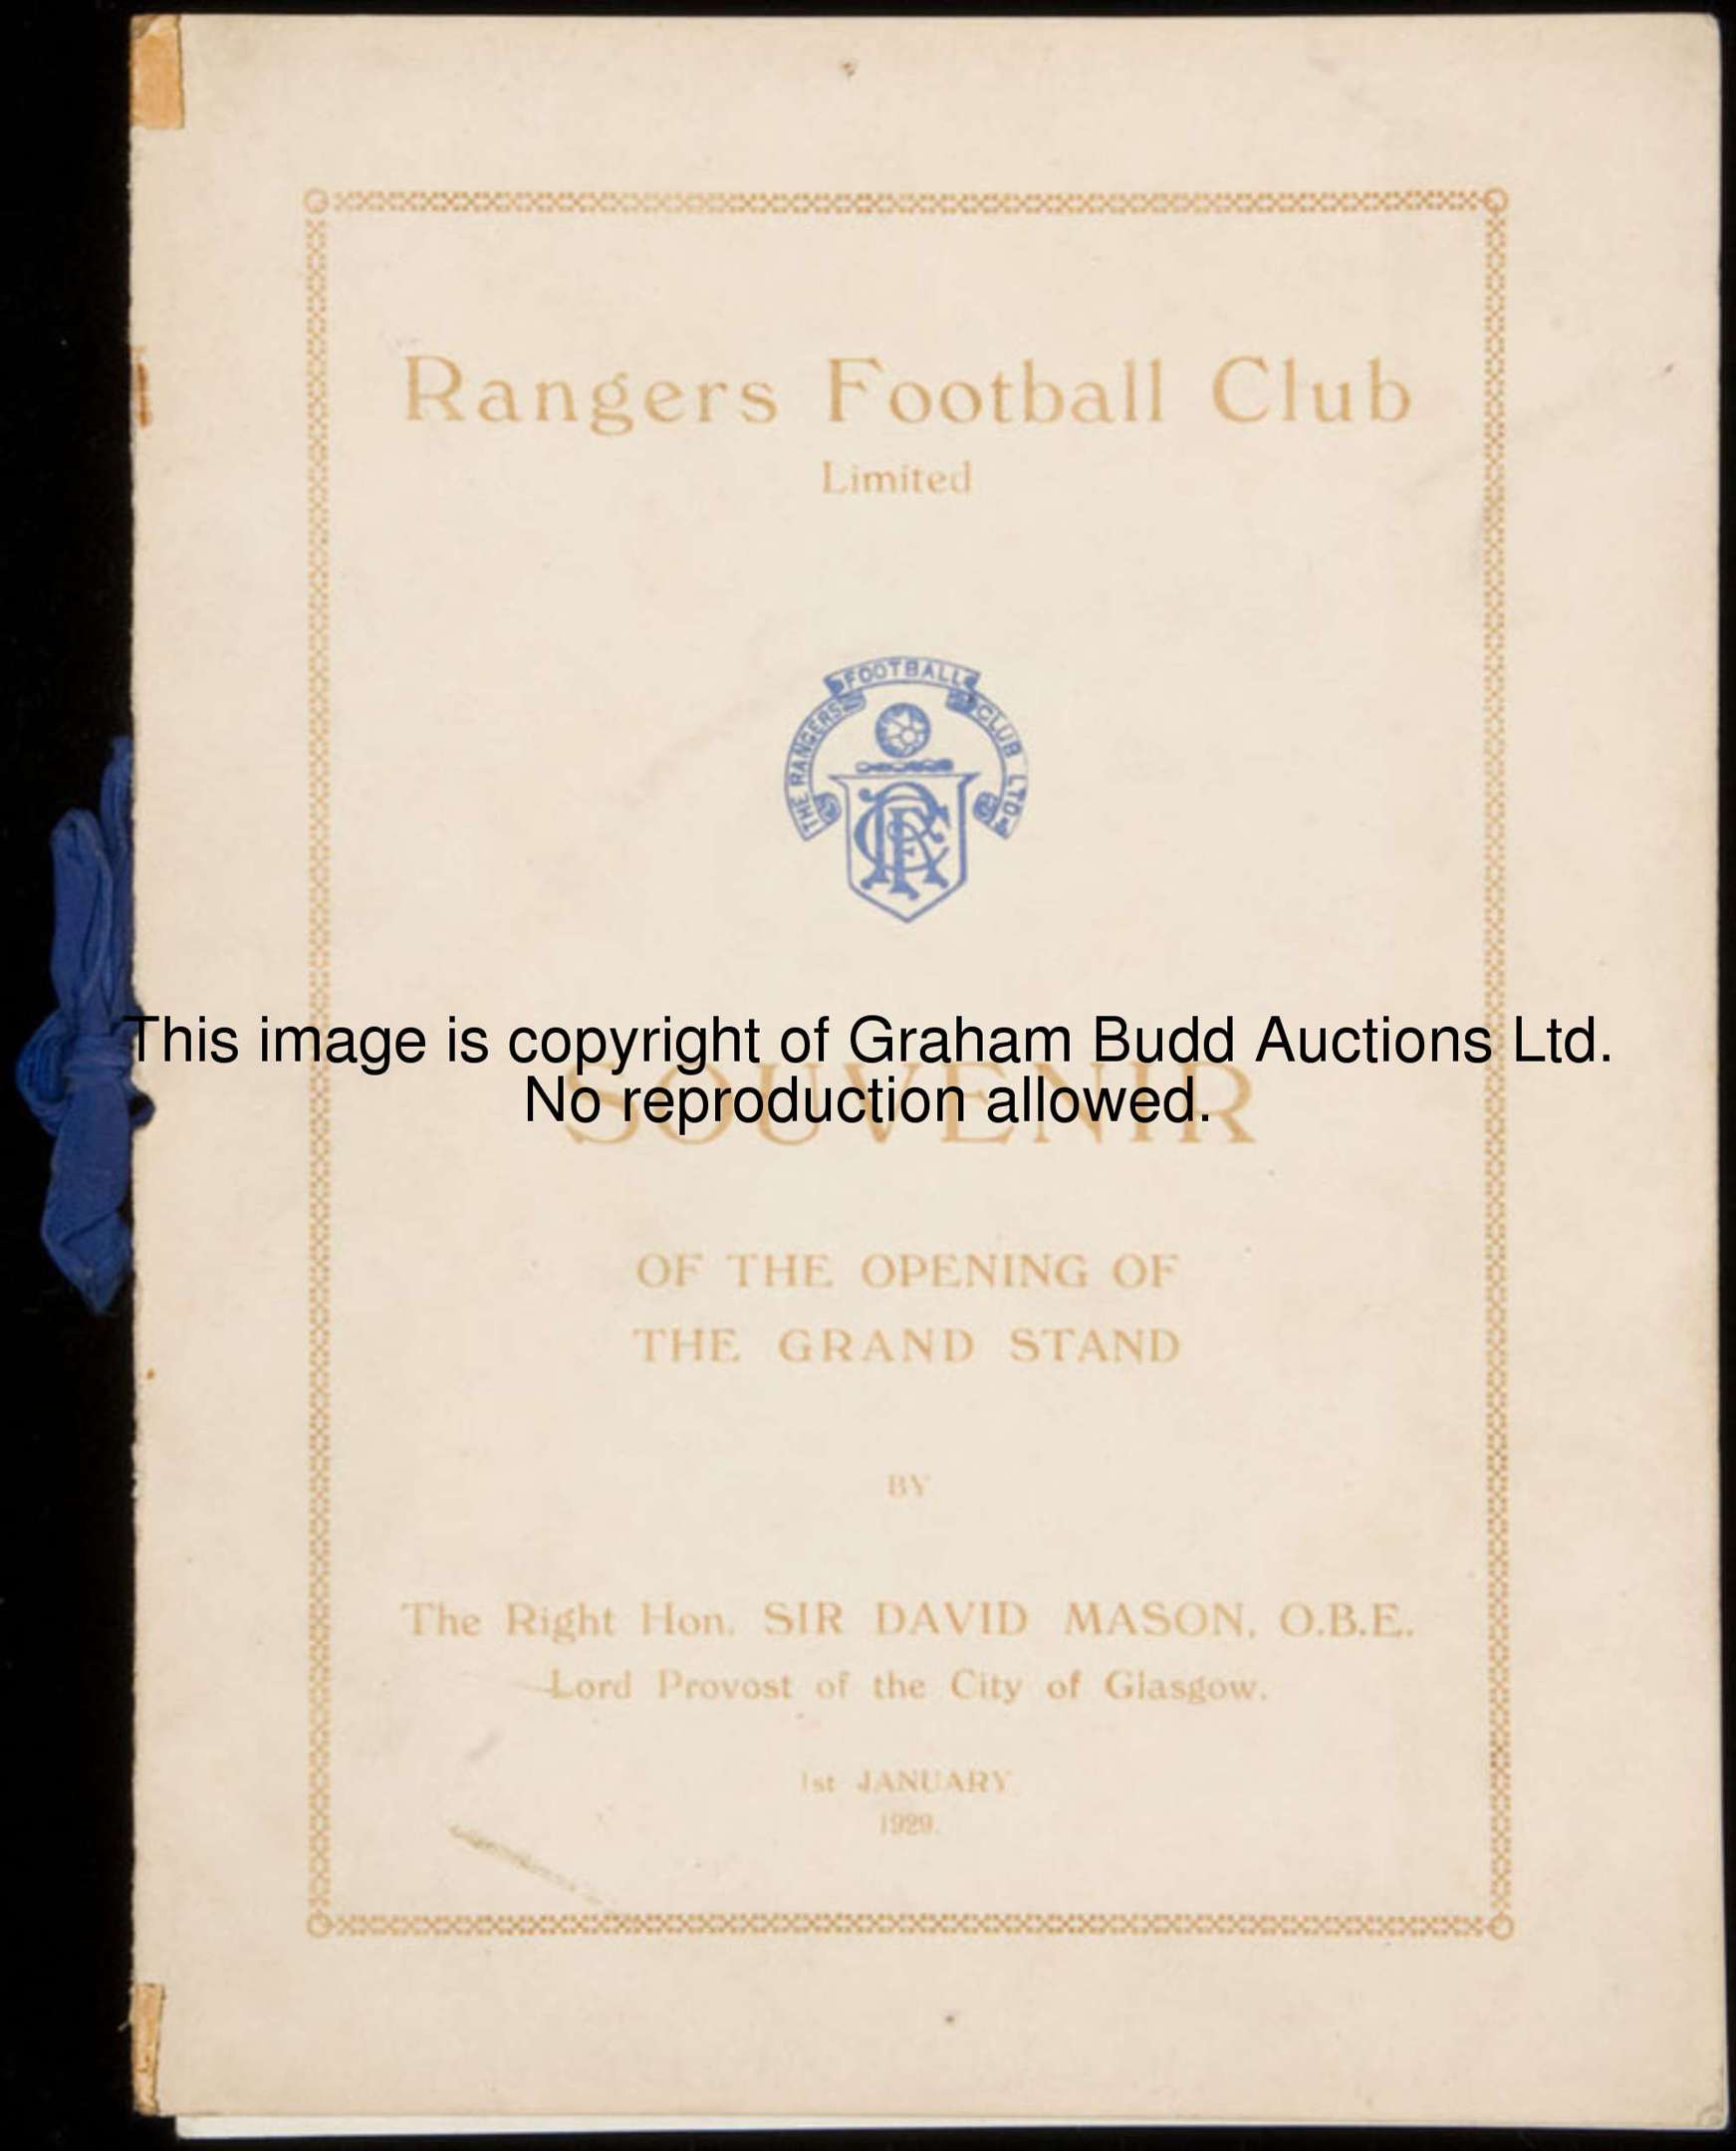 Rangers Football Club
Limited
THE RANGERS FOOTBALL CLUB LTD.
RFC
This image is copyright of Graham Budd Auctions Ltd.
No reproduction allowed.
SOUVENIR
OF THE OPENING OF
THE GRAND STAND
BY
The Right Hon. SIR DAVID MASON, O.B.E.
Lord Provost of the City of Glasgow.
1st JANUARY
1929.